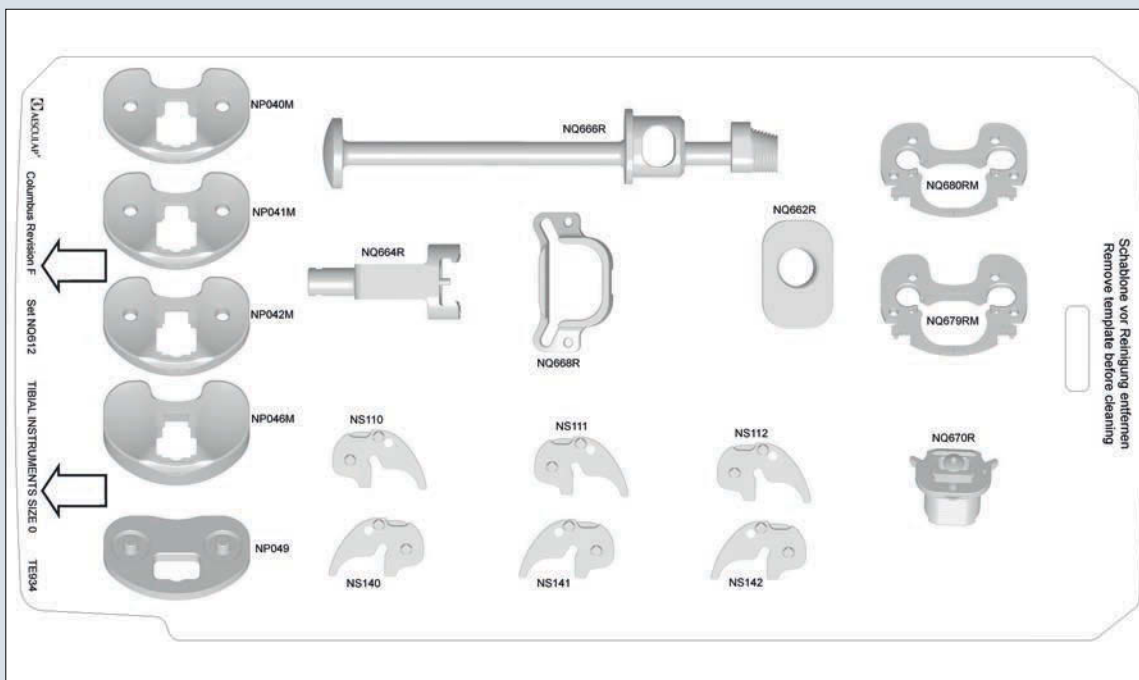 AESCULAP®
Columbus Revision F
Set NQ612
TIBIAL INSTRUMENTS SIZE 0
TE934
NP040M
NP041M
NP042M
NP046M
NP049
NQ666R
NQ664R
NQ668R
NQ662R
NQ680RM
NQ679RM
NS110
NS111
NS112
NQ670R
NS140
NS141
NS142
Schablone vor Reinigung entfernen
Remove template before cleaning